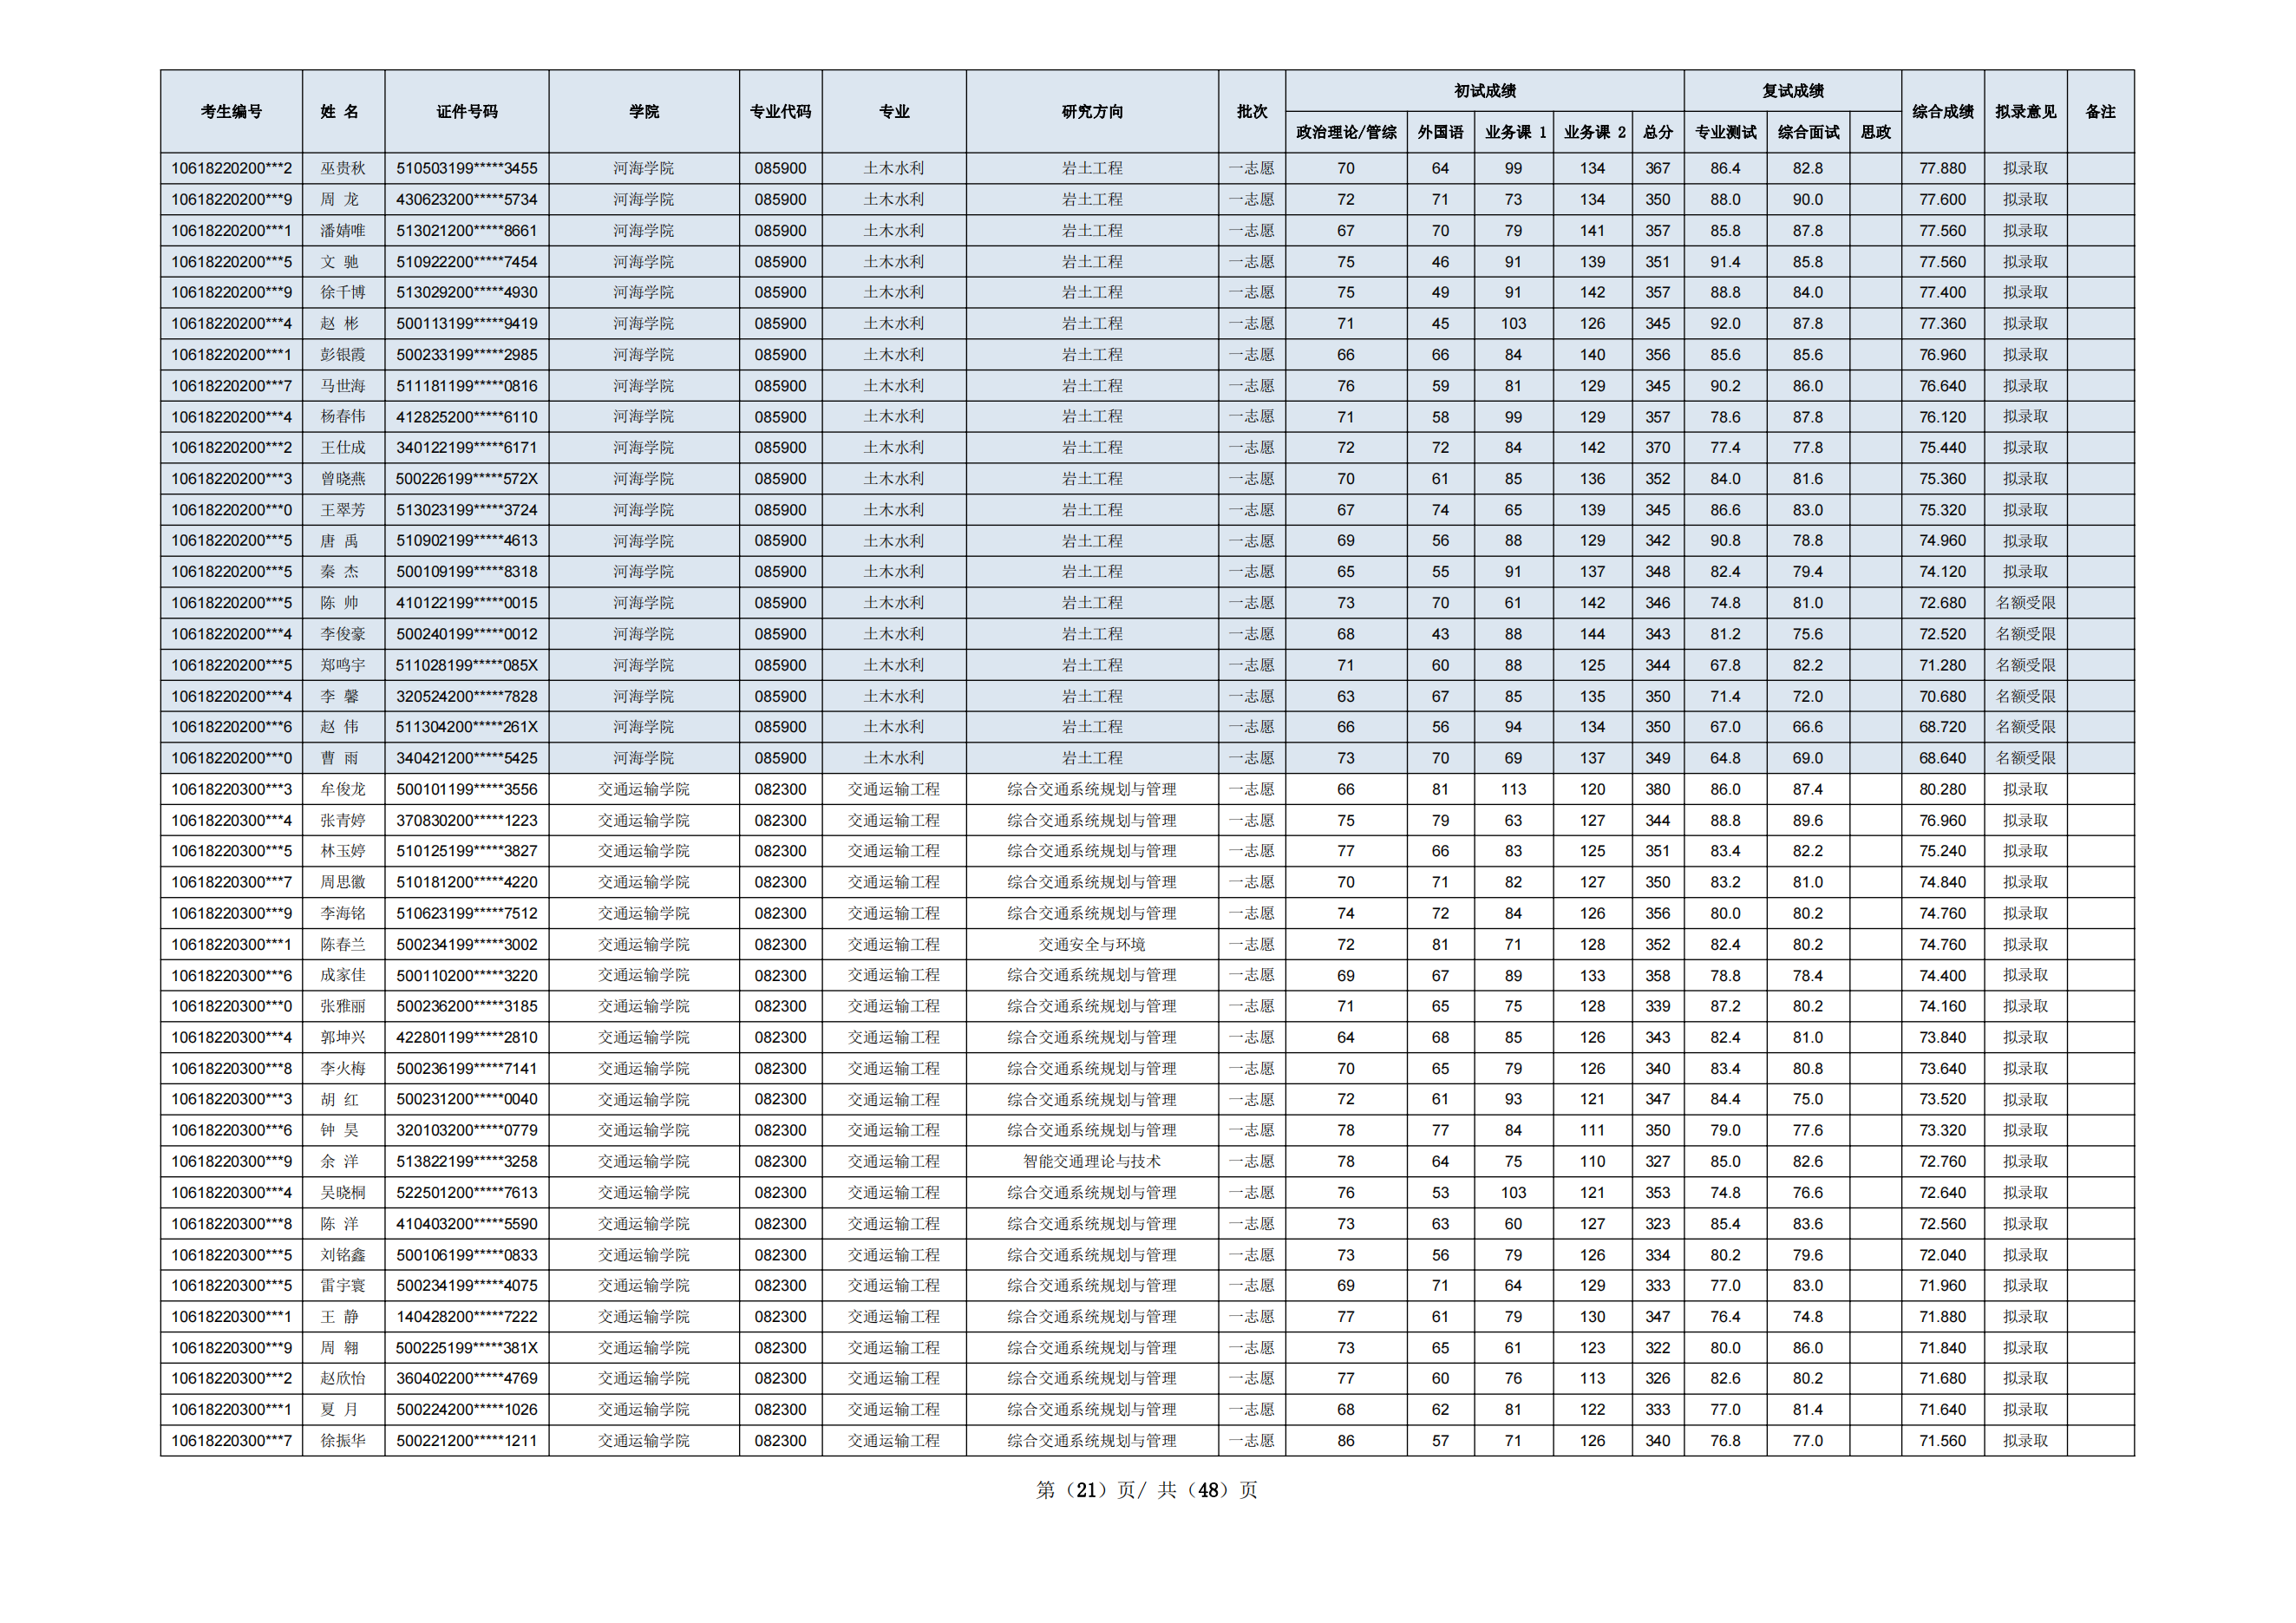 考生编号 姓 名 证件号码 学院 专业代码 专业 研究方向 批次 初试成绩 复试成绩 综合成绩 拟录意见 备注
政治理论/管综 外国语 业务课 1 业务课 2 总分 专业测试 综合面试 思政
10618220200***2 巫贵秋 510503199*****3455 河海学院 085900 土木水利 岩土工程 一志愿 70 64 99 134 367 86.4 82.8 77.880 拟录取
10618220200***9 周 龙 430623200*****5734 河海学院 085900 土木水利 岩土工程 一志愿 72 71 73 134 350 88.0 90.0 77.600 拟录取
10618220200***1 潘婧唯 513021200*****8661 河海学院 085900 土木水利 岩土工程 一志愿 67 70 79 141 357 85.8 87.8 77.560 拟录取
10618220200***5 文 驰 510922200*****7454 河海学院 085900 土木水利 岩土工程 一志愿 75 46 91 139 351 91.4 85.8 77.560 拟录取
10618220200***9 徐千博 513029200*****4930 河海学院 085900 土木水利 岩土工程 一志愿 75 49 91 142 357 88.8 84.0 77.400 拟录取
10618220200***4 赵 彬 500113199*****9419 河海学院 085900 土木水利 岩土工程 一志愿 71 45 103 126 345 92.0 87.8 77.360 拟录取
10618220200***1 彭银霞 500233199*****2985 河海学院 085900 土木水利 岩土工程 一志愿 66 66 84 140 356 85.6 85.6 76.960 拟录取
10618220200***7 马世海 511181199*****0816 河海学院 085900 土木水利 岩土工程 一志愿 76 59 81 129 345 90.2 86.0 76.640 拟录取
10618220200***4 杨春伟 412825200*****6110 河海学院 085900 土木水利 岩土工程 一志愿 71 58 99 129 357 78.6 87.8 76.120 拟录取
10618220200***2 王仕成 340122199*****6171 河海学院 085900 土木水利 岩土工程 一志愿 72 72 84 142 370 77.4 77.8 75.440 拟录取
10618220200***3 曾晓燕 500226199*****572X 河海学院 085900 土木水利 岩土工程 一志愿 70 61 85 136 352 84.0 81.6 75.360 拟录取
10618220200***0 王翠芳 513023199*****3724 河海学院 085900 土木水利 岩土工程 一志愿 67 74 65 139 345 86.6 83.0 75.320 拟录取
10618220200***5 唐 禹 510902199*****4613 河海学院 085900 土木水利 岩土工程 一志愿 69 56 88 129 342 90.8 78.8 74.960 拟录取
10618220200***5 秦 杰 500109199*****8318 河海学院 085900 土木水利 岩土工程 一志愿 65 55 91 137 348 82.4 79.4 74.120 拟录取
10618220200***5 陈 帅 410122199*****0015 河海学院 085900 土木水利 岩土工程 一志愿 73 70 61 142 346 74.8 81.0 72.680 名额受限
10618220200***4 李俊豪 500240199*****0012 河海学院 085900 土木水利 岩土工程 一志愿 68 43 88 144 343 81.2 75.6 72.520 名额受限
10618220200***5 郑鸣宇 511028199*****085X 河海学院 085900 土木水利 岩土工程 一志愿 71 60 88 125 344 67.8 82.2 71.280 名额受限
10618220200***4 李 馨 320524200*****7828 河海学院 085900 土木水利 岩土工程 一志愿 63 67 85 135 350 71.4 72.0 70.680 名额受限
10618220200***6 赵 伟 511304200*****261X 河海学院 085900 土木水利 岩土工程 一志愿 66 56 94 134 350 67.0 66.6 68.720 名额受限
10618220200***0 曹 雨 340421200*****5425 河海学院 085900 土木水利 岩土工程 一志愿 73 70 69 137 349 64.8 69.0 68.640 名额受限
10618220300***3 牟俊龙 500101199*****3556 交通运输学院 082300 交通运输工程 综合交通系统规划与管理 一志愿 66 81 113 120 380 86.0 87.4 80.280 拟录取
10618220300***4 张青婷 370830200*****1223 交通运输学院 082300 交通运输工程 综合交通系统规划与管理 一志愿 75 79 63 127 344 88.8 89.6 76.960 拟录取
10618220300***5 林玉婷 510125199*****3827 交通运输学院 082300 交通运输工程 综合交通系统规划与管理 一志愿 77 66 83 125 351 83.4 82.2 75.240 拟录取
10618220300***7 周思徽 510181200*****4220 交通运输学院 082300 交通运输工程 综合交通系统规划与管理 一志愿 70 71 82 127 350 83.2 81.0 74.840 拟录取
10618220300***9 李海铭 510623199*****7512 交通运输学院 082300 交通运输工程 综合交通系统规划与管理 一志愿 74 72 84 126 356 80.0 80.2 74.760 拟录取
10618220300***1 陈春兰 500234199*****3002 交通运输学院 082300 交通运输工程 交通安全与环境 一志愿 72 81 71 128 352 82.4 80.2 74.760 拟录取
10618220300***6 成家佳 500110200*****3220 交通运输学院 082300 交通运输工程 综合交通系统规划与管理 一志愿 69 67 89 133 358 78.8 78.4 74.400 拟录取
10618220300***0 张雅丽 500236200*****3185 交通运输学院 082300 交通运输工程 综合交通系统规划与管理 一志愿 71 65 75 128 339 87.2 80.2 74.160 拟录取
10618220300***4 郭坤兴 422801199*****2810 交通运输学院 082300 交通运输工程 综合交通系统规划与管理 一志愿 64 68 85 126 343 82.4 81.0 73.840 拟录取
10618220300***8 李火梅 500236199*****7141 交通运输学院 082300 交通运输工程 综合交通系统规划与管理 一志愿 70 65 79 126 340 83.4 80.8 73.640 拟录取
10618220300***3 胡 红 500231200*****0040 交通运输学院 082300 交通运输工程 综合交通系统规划与管理 一志愿 72 61 93 121 347 84.4 75.0 73.520 拟录取
10618220300***6 钟 昊 320103200*****0779 交通运输学院 082300 交通运输工程 综合交通系统规划与管理 一志愿 78 77 84 111 350 79.0 77.6 73.320 拟录取
10618220300***9 余 洋 513822199*****3258 交通运输学院 082300 交通运输工程 智能交通理论与技术 一志愿 78 64 75 110 327 85.0 82.6 72.760 拟录取
10618220300***4 吴晓桐 522501200*****7613 交通运输学院 082300 交通运输工程 综合交通系统规划与管理 一志愿 76 53 103 121 353 74.8 76.6 72.640 拟录取
10618220300***8 陈 洋 410403200*****5590 交通运输学院 082300 交通运输工程 综合交通系统规划与管理 一志愿 73 63 60 127 323 85.4 83.6 72.560 拟录取
10618220300***5 刘铭鑫 500106199*****0833 交通运输学院 082300 交通运输工程 综合交通系统规划与管理 一志愿 73 56 79 126 334 80.2 79.6 72.040 拟录取
10618220300***5 雷宇寰 500234199*****4075 交通运输学院 082300 交通运输工程 综合交通系统规划与管理 一志愿 69 71 64 129 333 77.0 83.0 71.960 拟录取
10618220300***1 王 静 140428200*****7222 交通运输学院 082300 交通运输工程 综合交通系统规划与管理 一志愿 77 61 79 130 347 76.4 74.8 71.880 拟录取
10618220300***9 周 翱 500225199*****381X 交通运输学院 082300 交通运输工程 综合交通系统规划与管理 一志愿 73 65 61 123 322 80.0 86.0 71.840 拟录取
10618220300***2 赵欣怡 360402200*****4769 交通运输学院 082300 交通运输工程 综合交通系统规划与管理 一志愿 77 60 76 113 326 82.6 80.2 71.680 拟录取
10618220300***1 夏 月 500224200*****1026 交通运输学院 082300 交通运输工程 综合交通系统规划与管理 一志愿 68 62 81 122 333 77.0 81.4 71.640 拟录取
10618220300***7 徐振华 500221200*****1211 交通运输学院 082300 交通运输工程 综合交通系统规划与管理 一志愿 86 57 71 126 340 76.8 77.0 71.560 拟录取
第（21）页/ 共（48）页